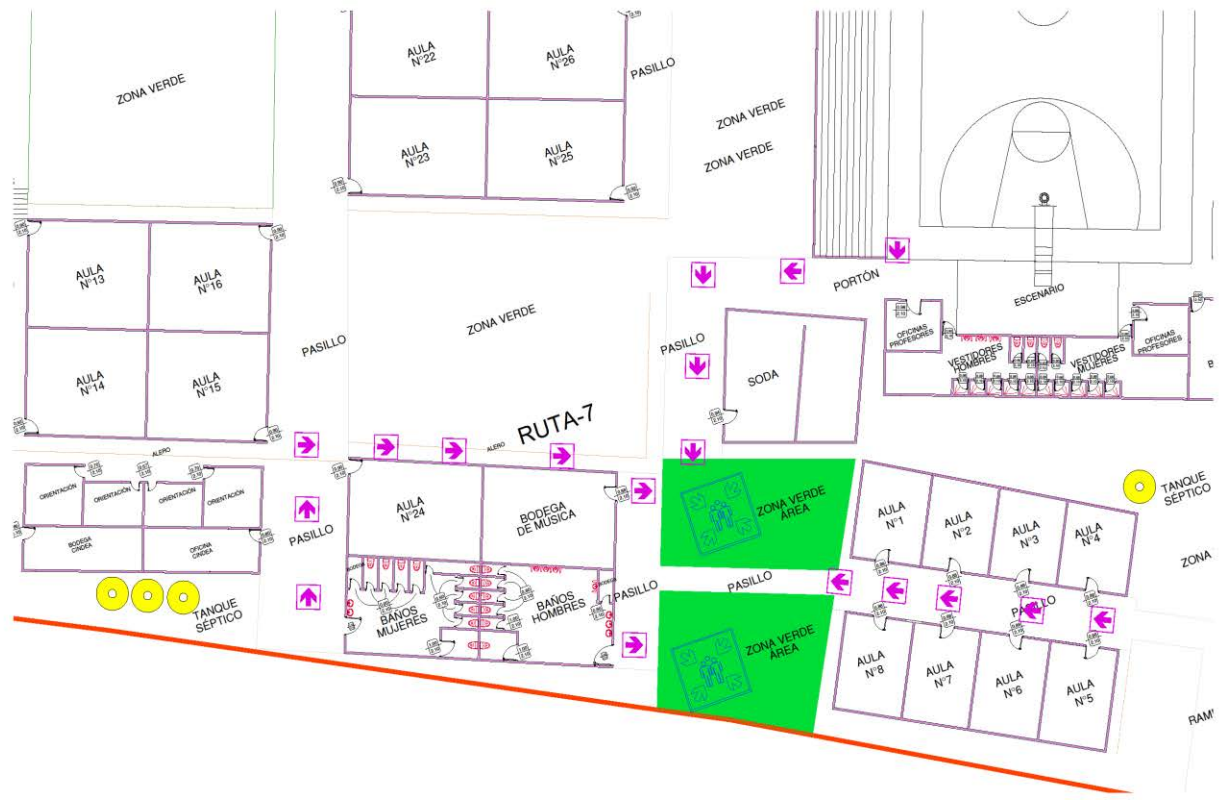 ZONA VERDE
AULA
N°22
AULA
N°26
PASILLO
AULA
N°23
AULA
N°25
ZONA VERDE
ZONA VERDE
AULA
N°13
AULA
N°16
AULA
N°14
AULA
N°15
PASILLO
ZONA VERDE
PASILLO
PORTÓN
ESCENARIO
SODA
OFICINAS
PROFESORES
VESTIDORES
HOMBRES
VESTIDORES
MUJERES
OFICINAS
PROFESORES
B
RUTA-7
ALERO
ALERO
ORIENTACIÓN
ORIENTACIÓN
ORIENTACIÓN
ORIENTACIÓN
BODEGA
CINDEA
OFICINA
CINDEA
PASILLO
TANQUE
SÉPTICO
AULA
N°24
BODEGA
DE MÚSICA
BODEGA
BAÑOS
MUJERES
BAÑOS
HOMBRES
BODEGA
PASILLO
ZONA VERDE
ÁREA
PASILLO
ZONA VERDE
ÁREA
AULA
N°1
AULA
N°2
AULA
N°3
AULA
N°4
TANQUE
SÉPTICO
ZONA
PASILLO
AULA
N°8
AULA
N°7
AULA
N°6
AULA
N°5
RAM